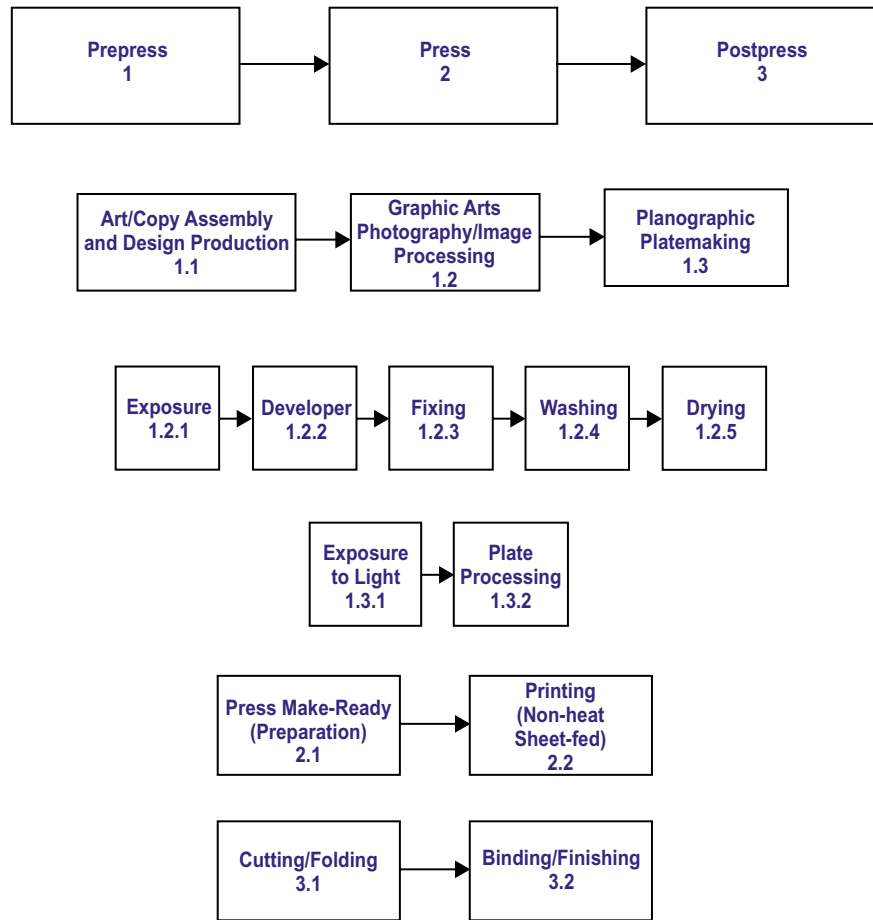 Prepress
1
Press
2
Postpress
3
Art/Copy Assembly
and Design Production
1.1
Graphic Arts
Photography/Image
Processing
1.2
Planographic
Platemaking
1.3
Exposure
1.2.1
Developer
1.2.2
Fixing
1.2.3
Washing
1.2.4
Drying
1.2.5
Exposure
to Light
1.3.1
Plate
Processing
1.3.2
Press Make-Ready
(Preparation)
2.1
Printing
(Non-heat
Sheet-fed)
2.2
Cutting/Folding
3.1
Binding/Finishing
3.2